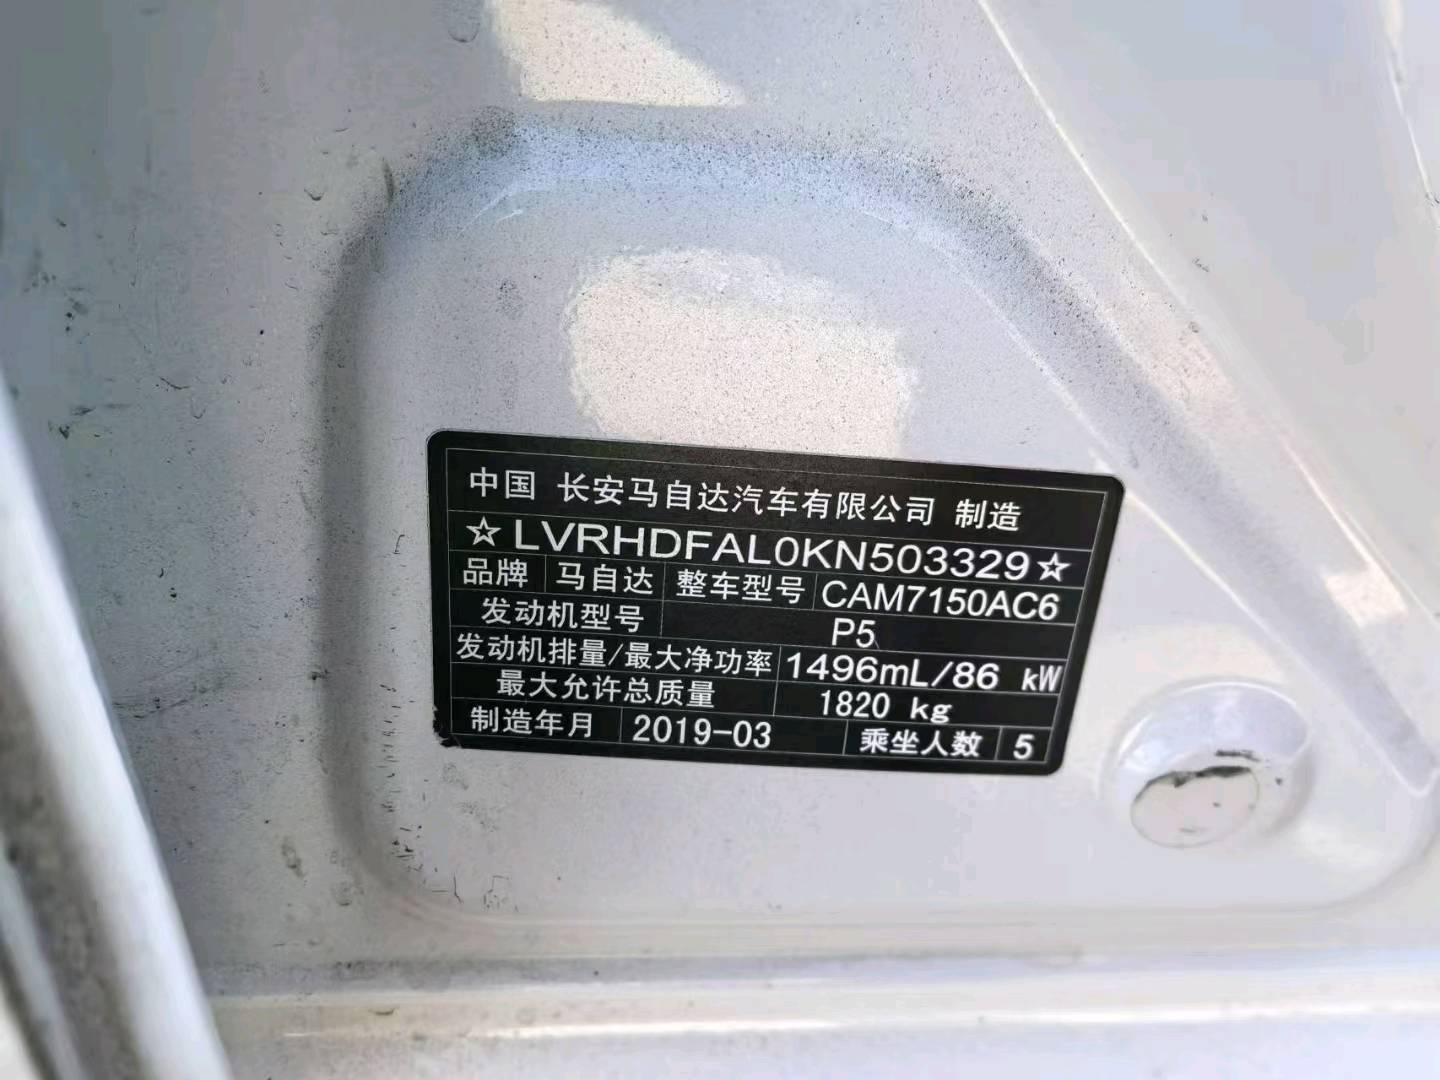 中国 长安马自达汽车有限公司 制造
☆LVRHDFAL0KN503329☆
品牌 马自达 整车型号 CAM7150AC6
发动机型号 P5
发动机排量/最大净功率 1496mL/86 kW
最大允许总质量 1820 kg
制造年月 2019-03 乘坐人数 5